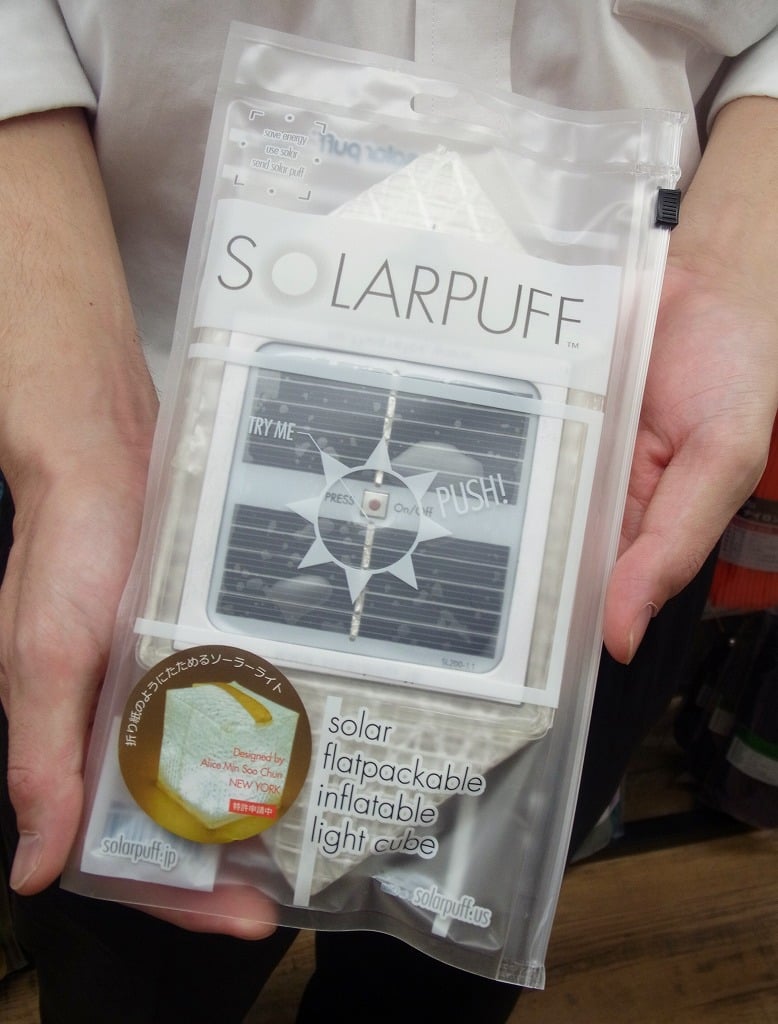 save energy
use solar
send solar puff
solar puff
SOLARPUFF
TM
TRY ME
PRESS
On/Off
PUSH!
SL200-11
折り紙のようにたためるソーラーライト
Designed by
Alice Min Soo Chun
NEW YORK
特許申請中
solar
flatpackable
inflatable
light cube
solarpuff.jp
solarpuff.us